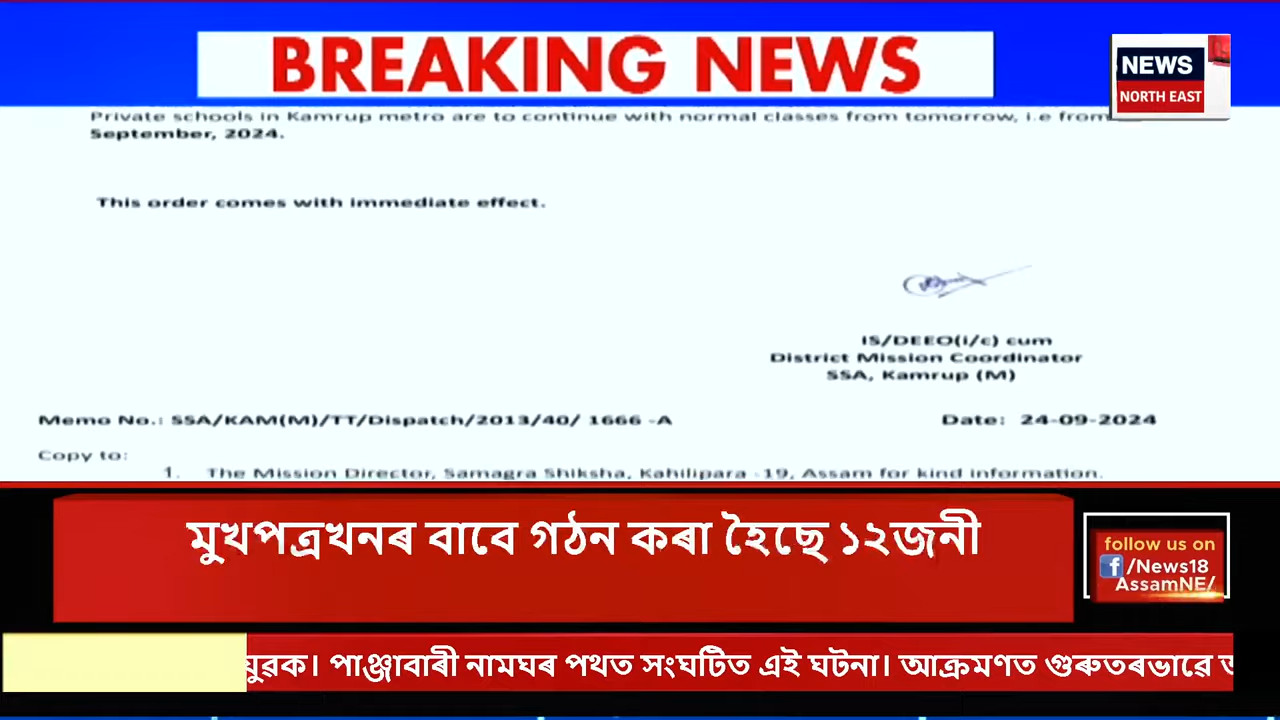 BREAKING NEWS
NEWS
NORTH EAST
Private schools in Kamrup metro are to continue with normal classes from tomorrow, i.e from
September, 2024.
This order comes with immediate effect.
IS/DEEO(i/c) cum
District Mission Coordinator
SSA, Kamrup (M)
Memo No.: SSA/KAM(M)/TT/Dispatch/2013/40/ 1666 -A Date: 24-09-2024
Copy to:
1. The Mission Director, Samagra Shiksha, Kahilipara -19, Assam for kind information.
মুখপত্ৰখনৰ বাবে গঠন কৰা হৈছে ১২জনী
follow us on
/News18
AssamNE/
যুৱক। পাঞ্জাবাৰী নামঘৰ পথত সংঘটিত এই ঘটনা। আক্ৰমণত গুৰুতৰভাৱে